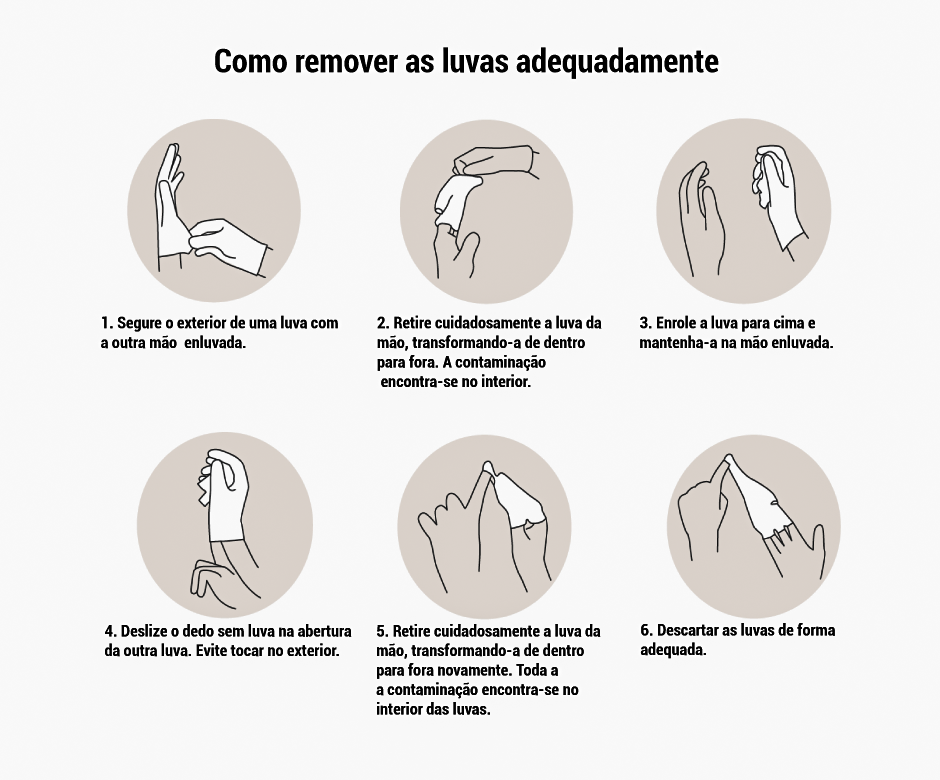 Como remover as luvas adequadamente
1. Segure o exterior de uma luva com
a outra mão enluvada.
2. Retire cuidadosamente a luva da
mão, transformando-a de dentro
para fora. A contaminação
encontra-se no interior.
3. Enrole a luva para cima e
mantenha-a na mão enluvada.
4. Deslize o dedo sem luva na abertura
da outra luva. Evite tocar no exterior.
5. Retire cuidadosamente a luva da
mão, transformando-a de dentro
para fora novamente. Toda a
a contaminação encontra-se no
interior das luvas.
6. Descartar as luvas de forma
adequada.